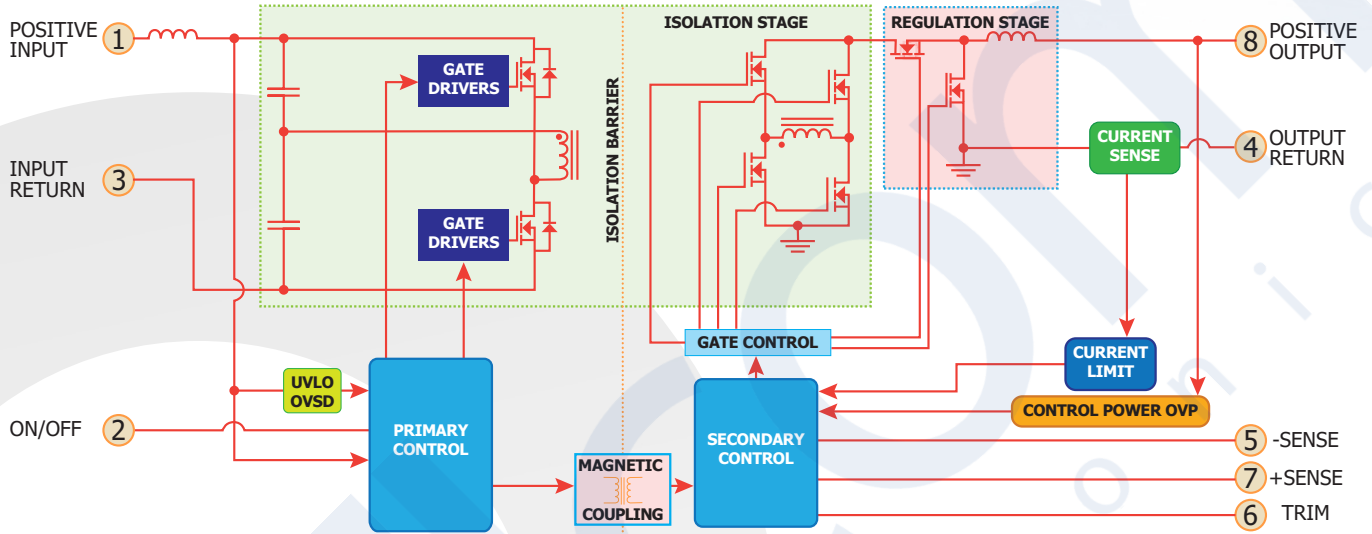 ISOLATION STAGE
REGULATION STAGE
POSITIVE
INPUT
1
GATE
DRIVERS
ISOLATION BARRIER
8
POSITIVE
OUTPUT
INPUT
RETURN
3
GATE
DRIVERS
CURRENT
SENSE
4
OUTPUT
RETURN
GATE CONTROL
CURRENT
LIMIT
UVLO
OVSD
CONTROL POWER OVP
ON/OFF
2
PRIMARY
CONTROL
SECONDARY
CONTROL
5
-SENSE
MAGNETIC
COUPLING
7
+SENSE
6
TRIM